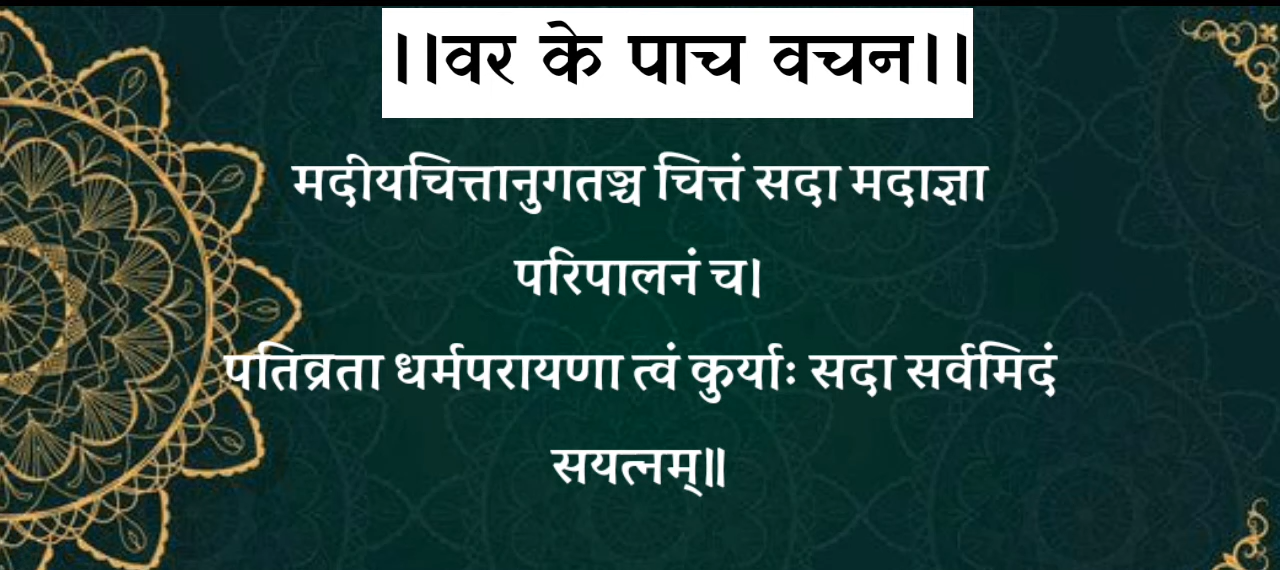 ।।वर के पाच वचन।।
मदीयचित्तानुगतञ्च चित्तं सदा मदाज्ञा
परिपालनं च।
पतिव्रता धर्मपरायणा त्वं कुर्याः सदा सर्वमिदं
सयत्नम्॥